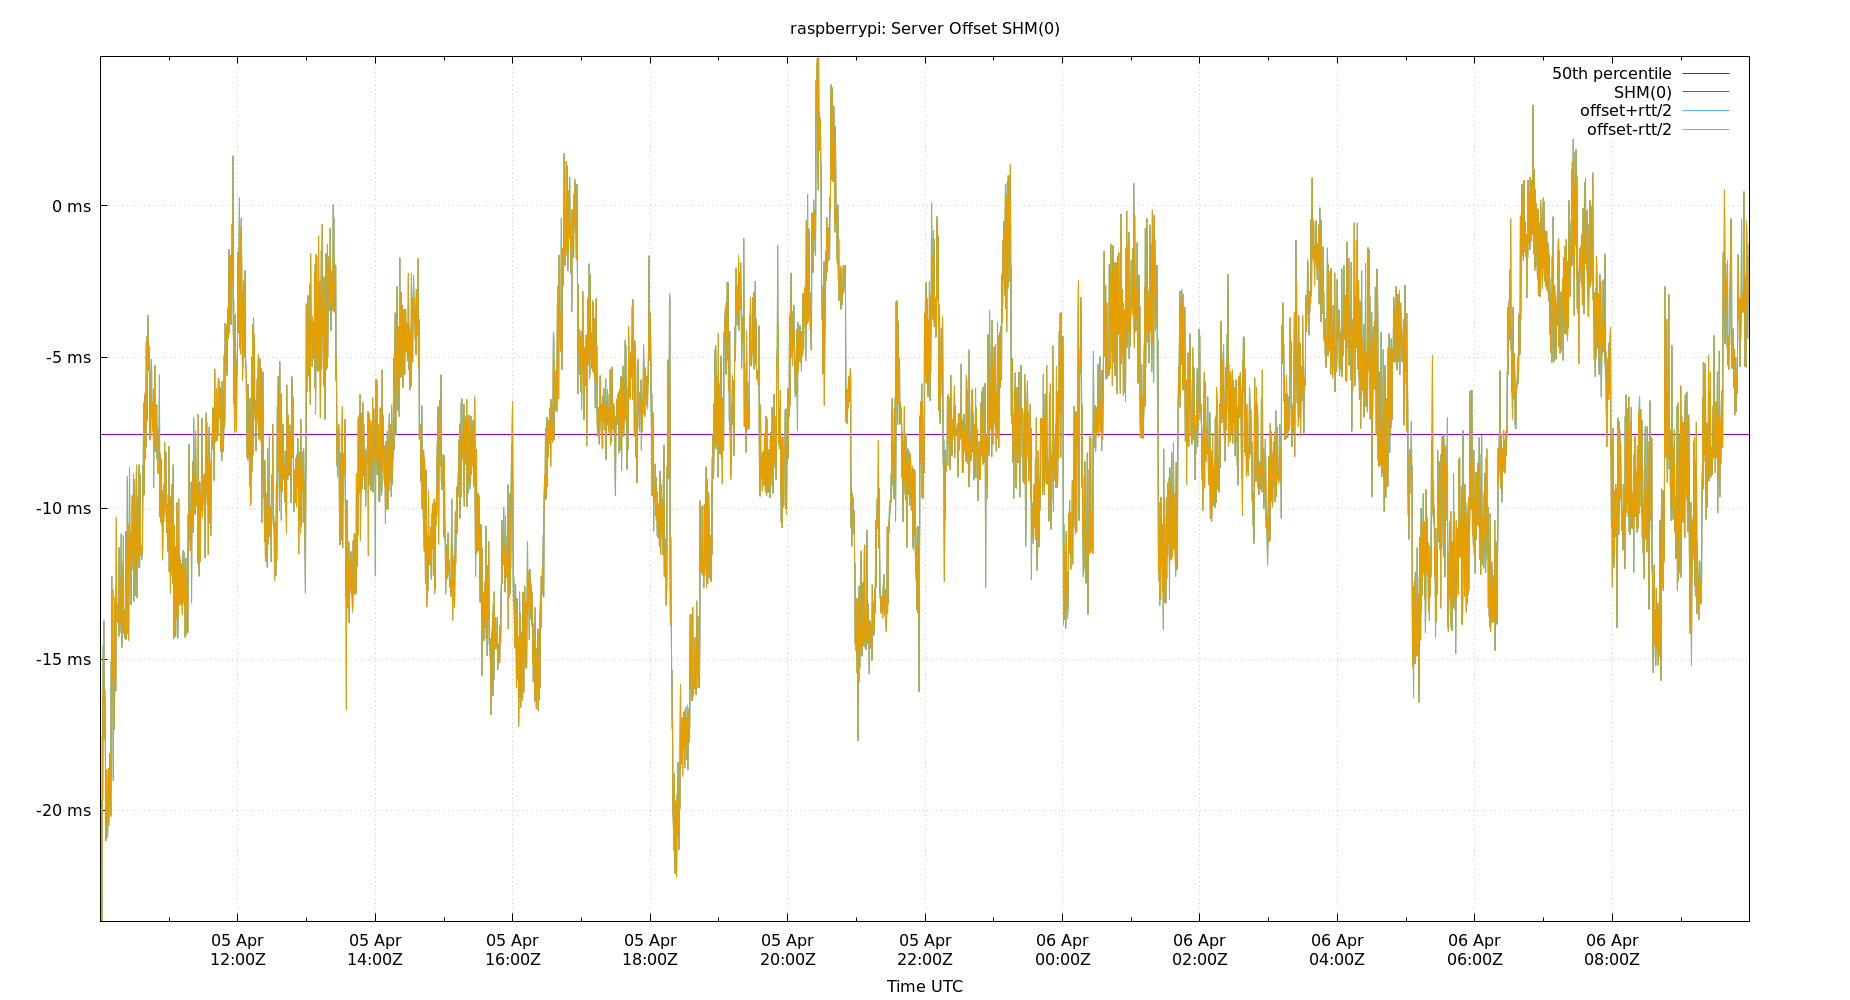 raspberrypi: Server Offset SHM(0)
50th percentile
SHM(0)
offset+rtt/2
offset-rtt/2
0 ms
-5 ms
-10 ms
-15 ms
-20 ms
05 Apr 05 Apr 05 Apr 05 Apr 05 Apr 05 Apr 06 Apr 06 Apr 06 Apr 06 Apr 06 Apr
12:00Z 14:00Z 16:00Z 18:00Z 20:00Z 22:00Z 00:00Z 02:00Z 04:00Z 06:00Z 08:00Z
Time UTC